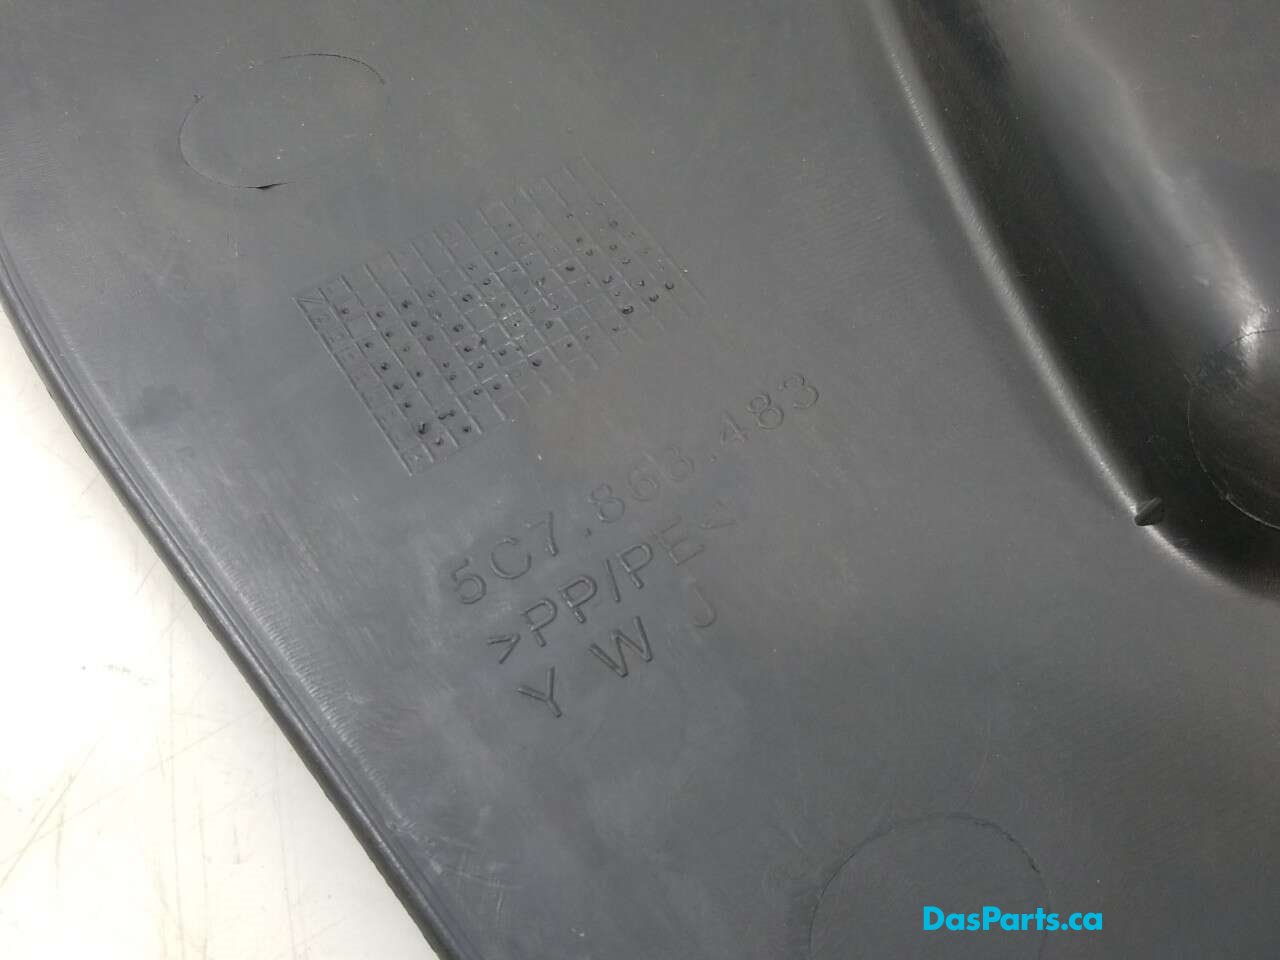 5C7.863.483
>PP/PE<
Y W J
DasParts.ca